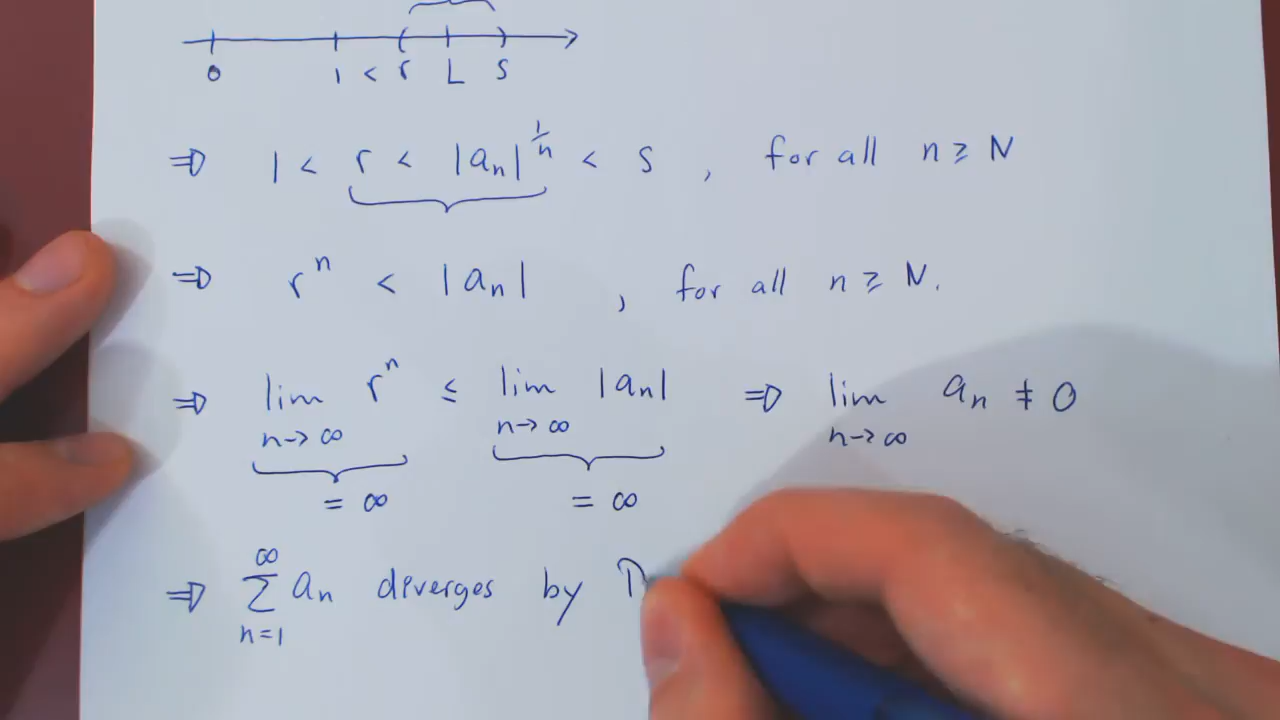 0 1 < r L s
⇒ 1 < r < |aₙ|^(1/n) < s , for all n ≥ N
⇒ rⁿ < |aₙ| , for all n ≥ N.
⇒ lim rⁿ ≤ lim |aₙ| ⇒ lim aₙ ≠ 0
n→∞ n→∞ n→∞
= ∞ = ∞
∞
⇒ Σ aₙ diverges by
n=1